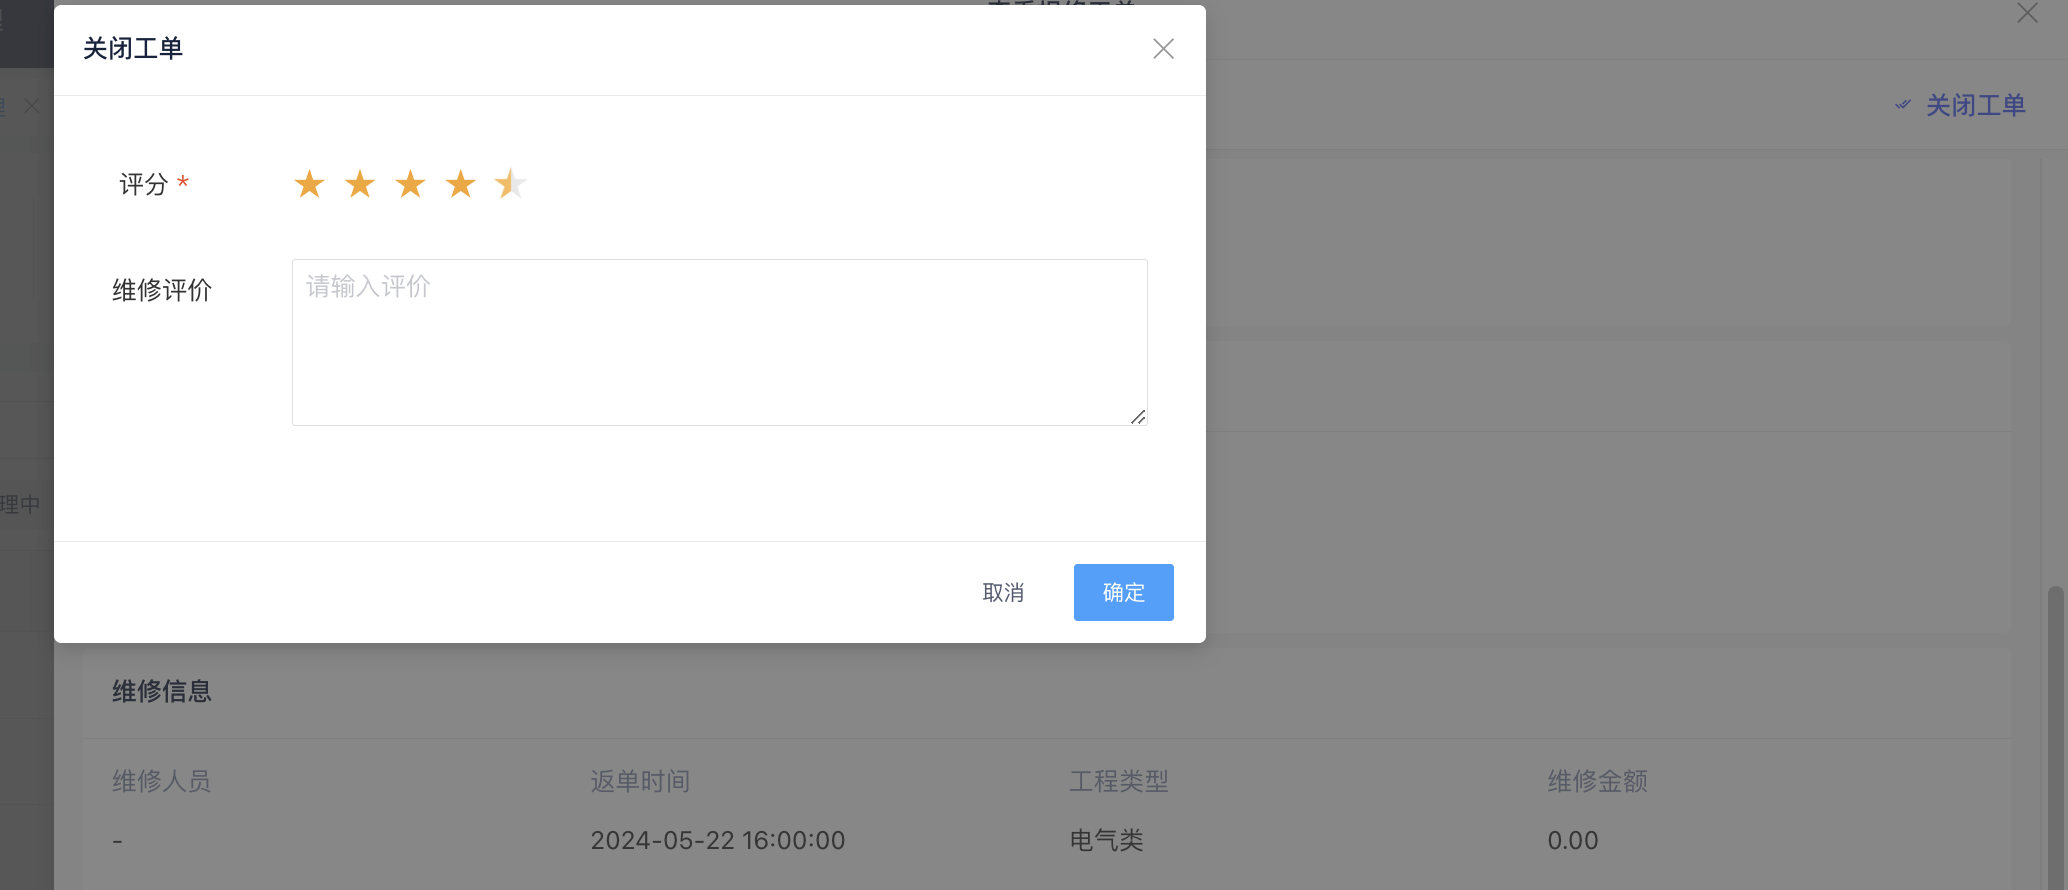 关闭工单
关闭工单
评分 *
维修评价
请输入评价
理中
取消
确定
维修信息
维修人员 返单时间 工程类型 维修金额
- 2024-05-22 16:00:00 电气类 0.00